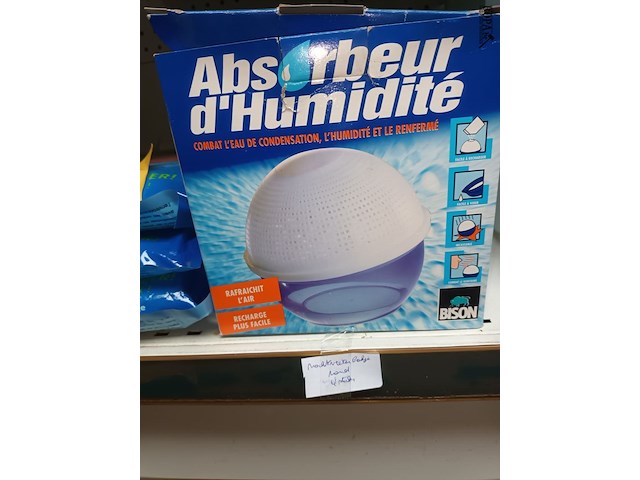 Absorbeur
d'Humidité
COMBAT L'EAU DE CONDENSATION, L'HUMIDITÉ ET LE RENFERMÉ
RAFRAICHIT
L'AIR
RECHARGE
PLUS FACILE
BISON